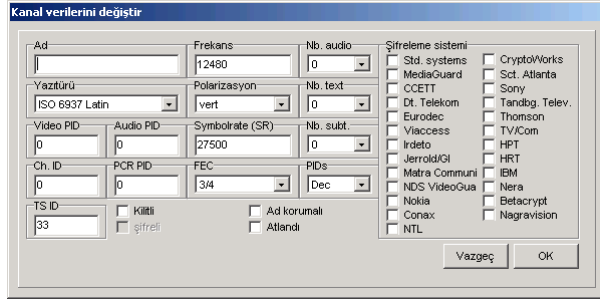 Kanal verilerini değiştir
Ad
Frekans
12480
Nb. audio
0
Yazıtürü
ISO 6937 Latin
Polarizasyon
vert
Nb. text
0
Video PID
0
Audio PID
0
Symbolrate (SR)
27500
Nb. subt.
0
Ch. ID
0
PCR PID
0
FEC
3/4
PIDs
Dec
TS ID
33
Kilitli
şifreli
Ad korumalı
Atlandı
Şifreleme sistemi
Std. systems
MediaGuard
CCETT
Dt. Telekom
Eurodec
Viaccess
Irdeto
Jerrold/GI
Matra Communi
NDS VideoGua
Nokia
Conax
NTL
CryptoWorks
Sct. Atlanta
Sony
Tandbg. Telev.
Thomson
TV/Com
HPT
HRT
IBM
Nera
Betacrypt
Nagravision
Vazgeç
OK